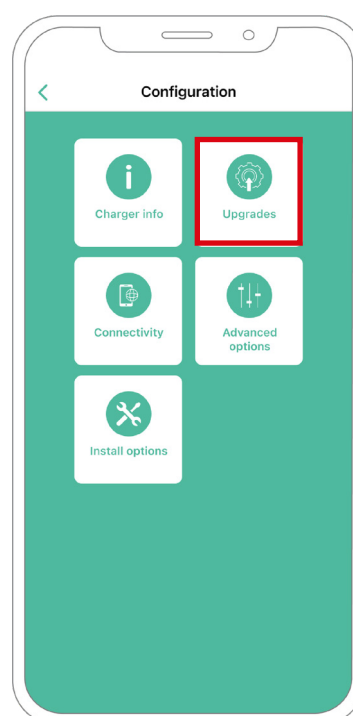 Configuration
Charger info
Upgrades
Connectivity
Advanced
options
Install options